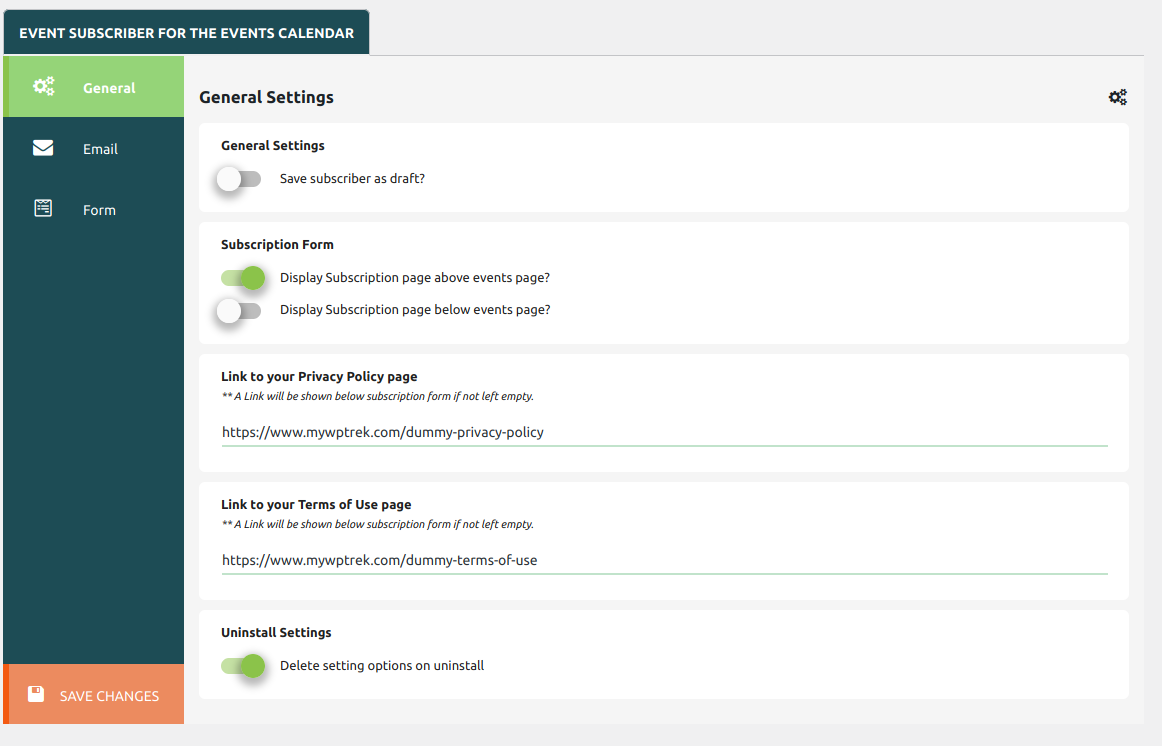 EVENT SUBSCRIBER FOR THE EVENTS CALENDAR
General
Email
Form
SAVE CHANGES
General Settings
General Settings
Save subscriber as draft?
Subscription Form
Display Subscription page above events page?
Display Subscription page below events page?
Link to your Privacy Policy page
** A Link will be shown below subscription form if not left empty.
https://www.mywptrek.com/dummy-privacy-policy
Link to your Terms of Use page
** A Link will be shown below subscription form if not left empty.
https://www.mywptrek.com/dummy-terms-of-use
Uninstall Settings
Delete setting options on uninstall